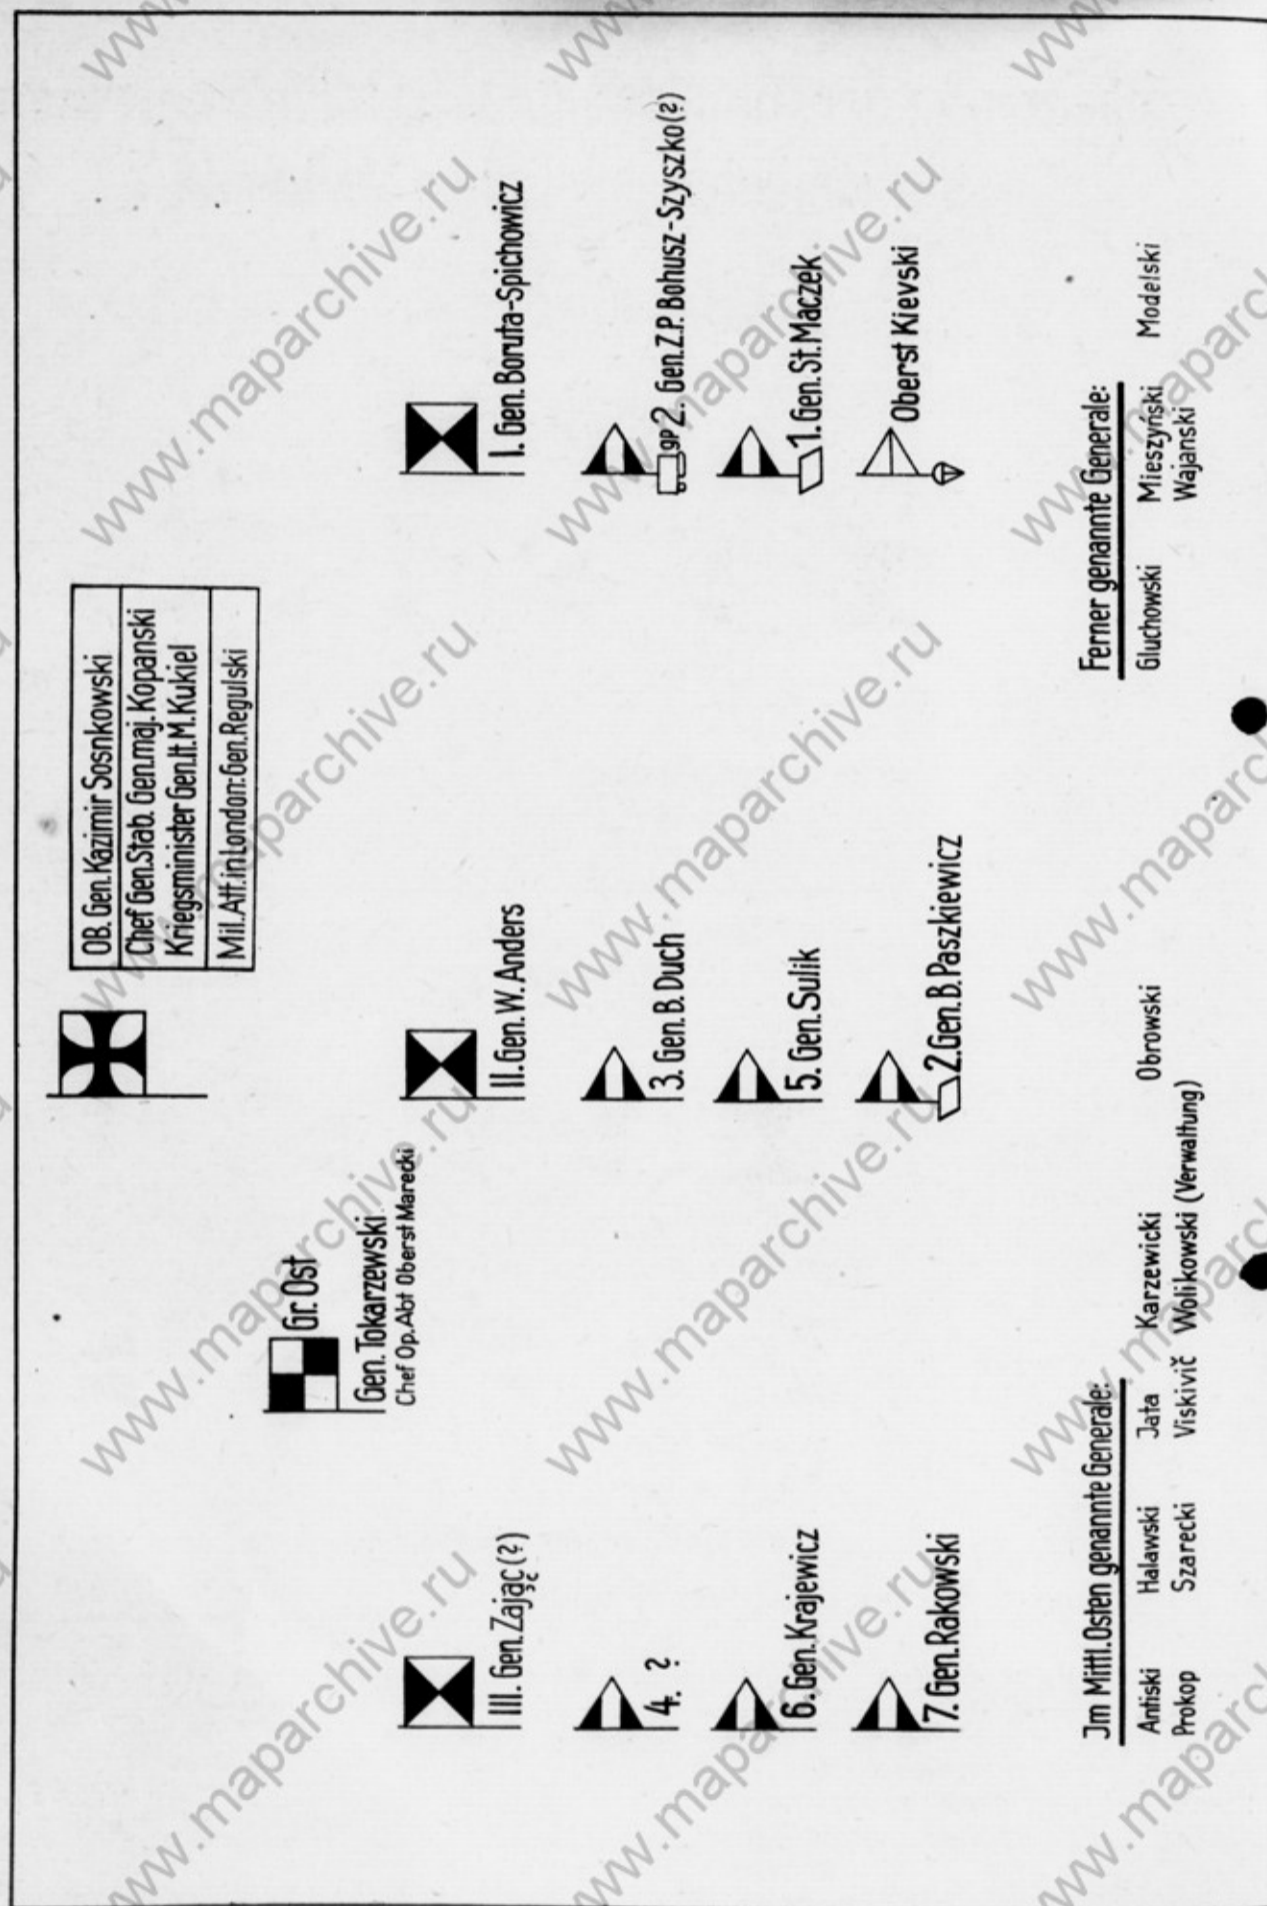 OB. Gen. Kazimir Sosnkowski
Chef Gen. Stab. Gen.maj. Kopanski
Kriegsminister Gen.lt. M. Kukiel
Mil. Att. in London: Gen. Regulski
Gr. Ost
Gen. Tokarzewski
Chef Op. Abt Oberst Marecki
III. Gen. Zając (?)
II. Gen. W. Anders
I. Gen. Boruta-Spichowicz
4. ?
3. Gen. B. Duch
gp 2. Gen. Z.P. Bohusz-Szyszko (?)
6. Gen. Krajewicz
5. Gen. Sulik
1. Gen. St. Maczek
7. Gen. Rakowski
2. Gen. B. Paszkiewicz
Oberst Kievski
Jm Mittl. Osten genannte Generale:
Antiski Halawski Jata Karzewicki Obrowski
Prokop Szarecki Viskivič Wolikowski (Verwaltung)
Ferner genannte Generale:
Gluchowski Mieszyński Modelski
Wajanski
www.maparchive.ru